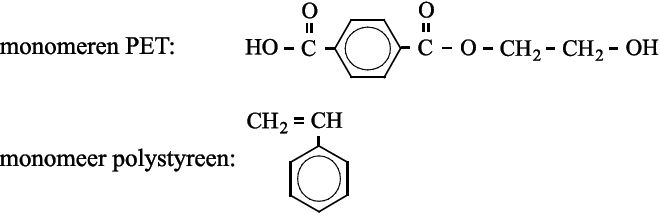 O O
monomeren PET: HO – C C – O – CH2 – CH2 – OH
CH2 = CH
monomeer polystyreen: